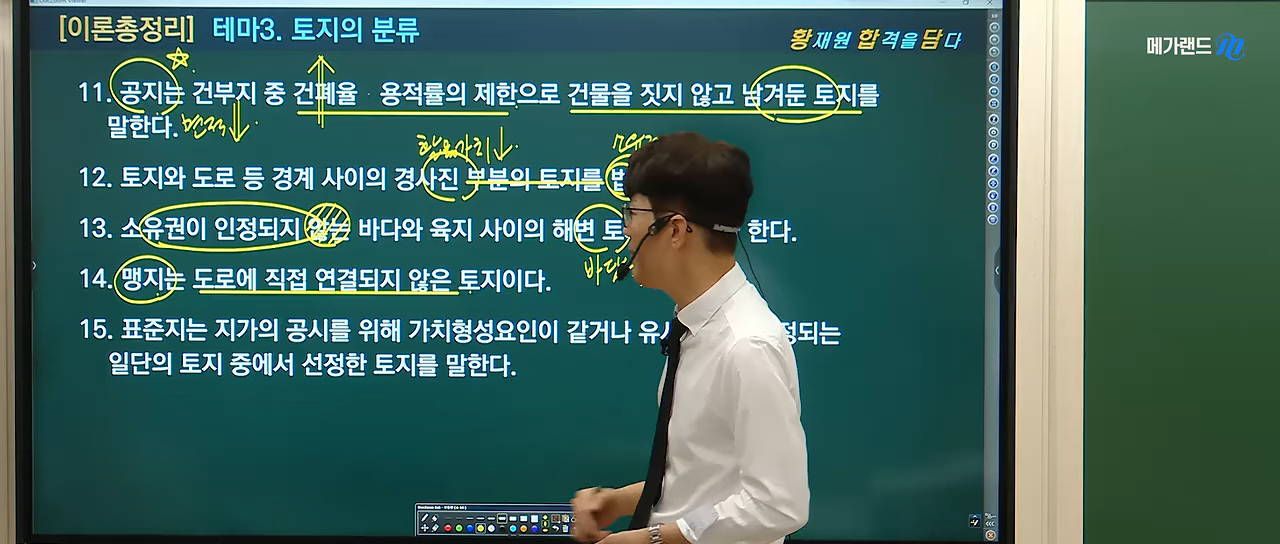 [이론총정리] 테마3. 토지의 분류
황재원 합격을담다
메가랜드
11. 공지는 건부지 중 건폐율 용적률의 제한으로 건물을 짓지 않고 남겨둔 토지를
말한다. 면적
활용가치
12. 토지와 도로 등 경계 사이의 경사진 부분의 토지를 법
13. 소유권이 인정되지 않는 바다와 육지 사이의 해변 토 한다.
14. 맹지는 도로에 직접 연결되지 않은 토지이다.
15. 표준지는 지가의 공시를 위해 가치형성요인이 같거나 유사 정되는
일단의 토지 중에서 선정한 토지를 말한다.